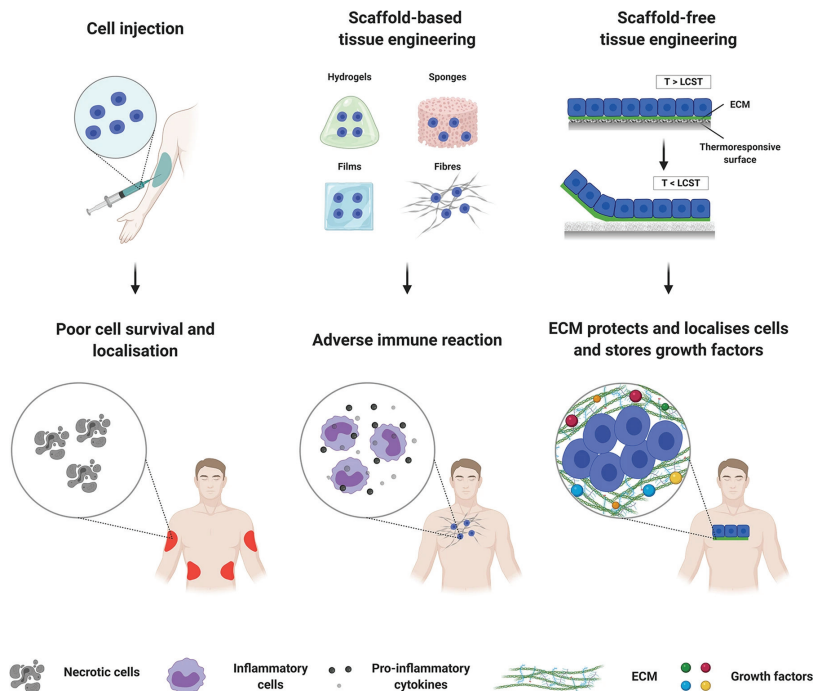 Cell injection
Scaffold-based
tissue engineering
Scaffold-free
tissue engineering
Hydrogels
Sponges
Films
Fibres
T > LCST
ECM
Thermoresponsive
surface
T < LCST
Poor cell survival and
localisation
Adverse immune reaction
ECM protects and localises cells
and stores growth factors
Necrotic cells
Inflammatory
cells
Pro-inflammatory
cytokines
ECM
Growth factors